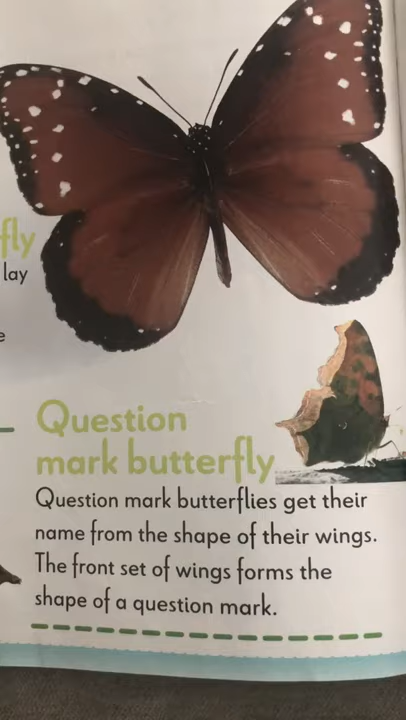 fly
lay
e
Question
mark butterfly
Question mark butterflies get their
name from the shape of their wings.
The front set of wings forms the
shape of a question mark.